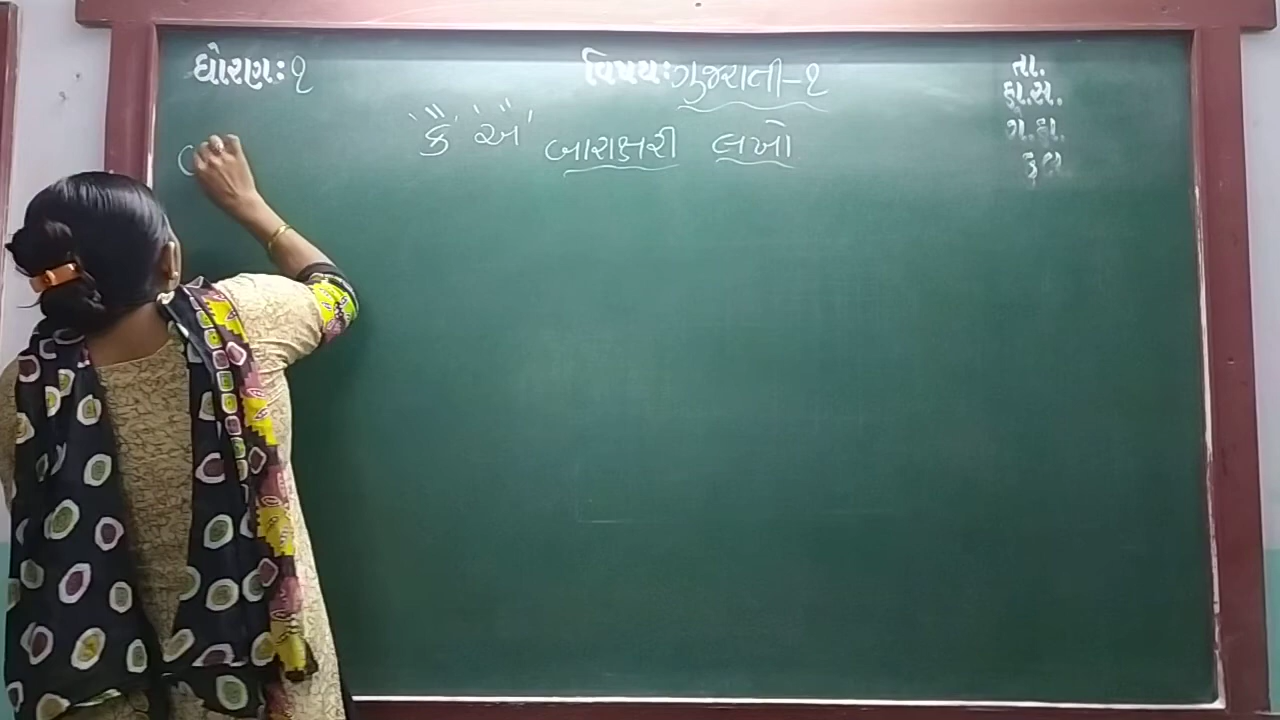 ધોરણ:૧
વિષય:ગુજરાતી-૧
તા.
ફા.સ.
ગે.હા.
કુલ
"ક" "અ" બારાક્ષરી લખો